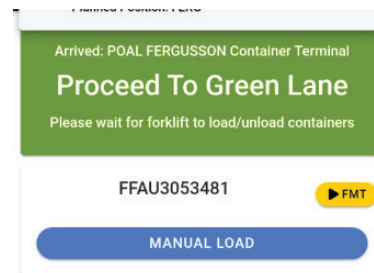 Arrived: POAL FERGUSSON Container Terminal
Proceed To Green Lane
Please wait for forklift to load/unload containers
FFAU3053481
FMT
MANUAL LOAD